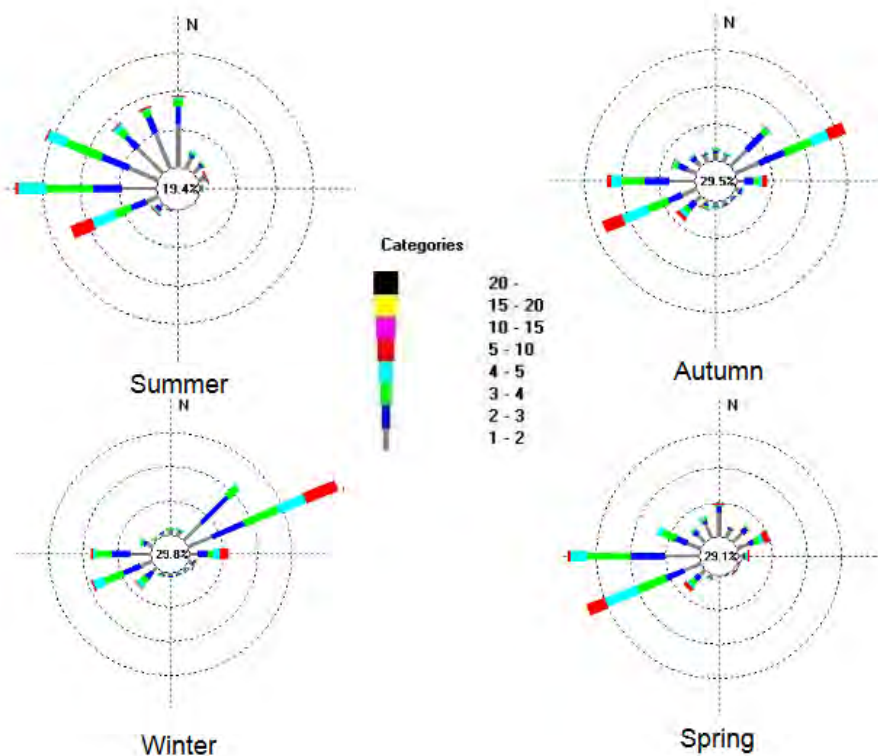 N
19.4%
Summer
N
29.5%
Autumn
Categories
20 -
15 - 20
10 - 15
5 - 10
4 - 5
3 - 4
2 - 3
1 - 2
N
29.8%
Winter
N
29.1%
Spring